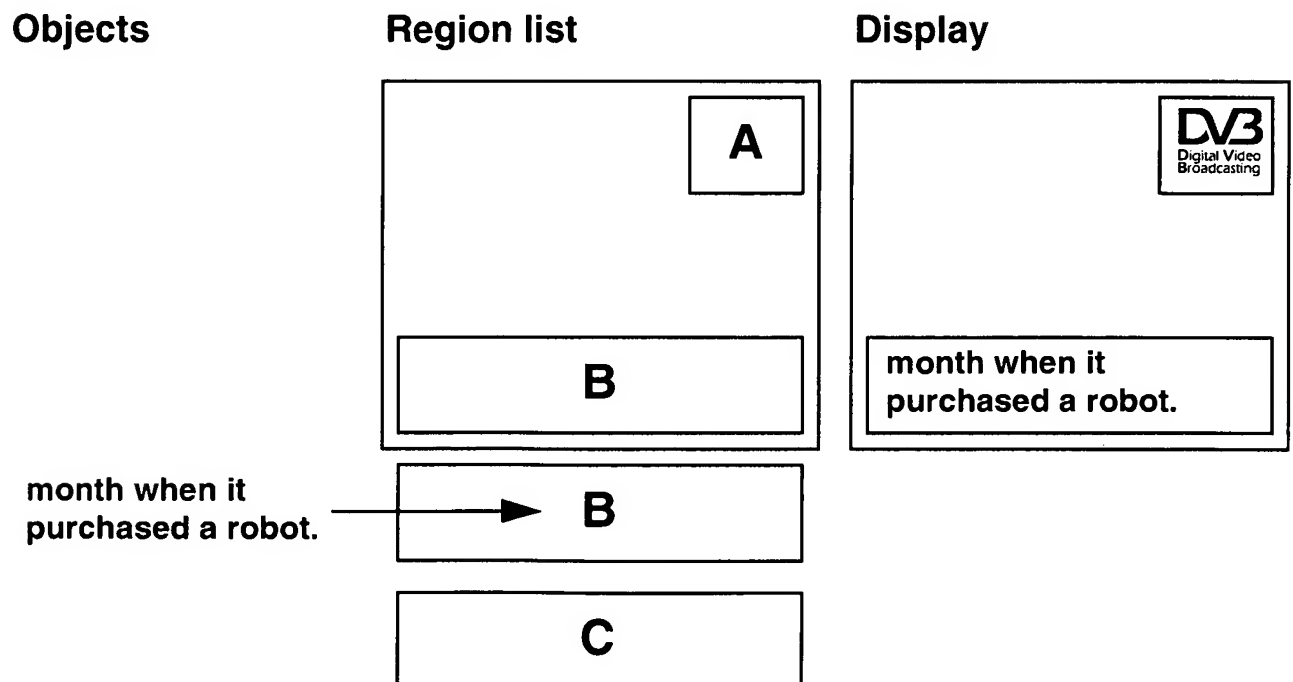 Objects
Region list
Display
A
DVB
Digital Video
Broadcasting
B
month when it
purchased a robot.
month when it
purchased a robot.
B
C